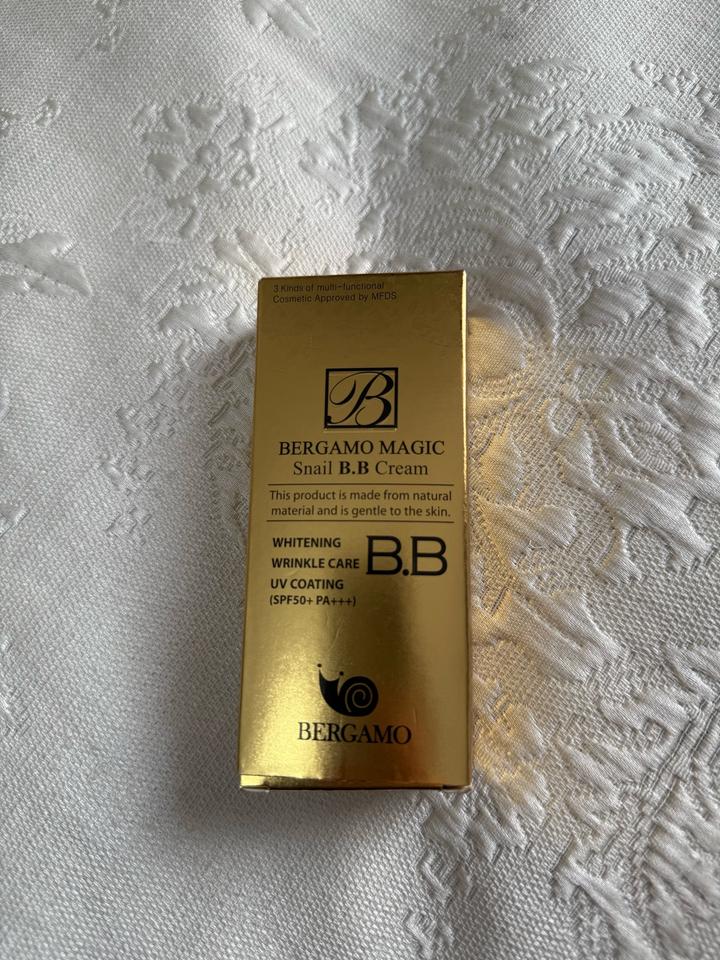 3 Kinds of multi-functional
Cosmetic Approved by MFDS
B
BERGAMO MAGIC
Snail B.B Cream
This product is made from natural
material and is gentle to the skin.
WHITENING
WRINKLE CARE
UV COATING
(SPF50+ PA+++)
B.B
BERGAMO